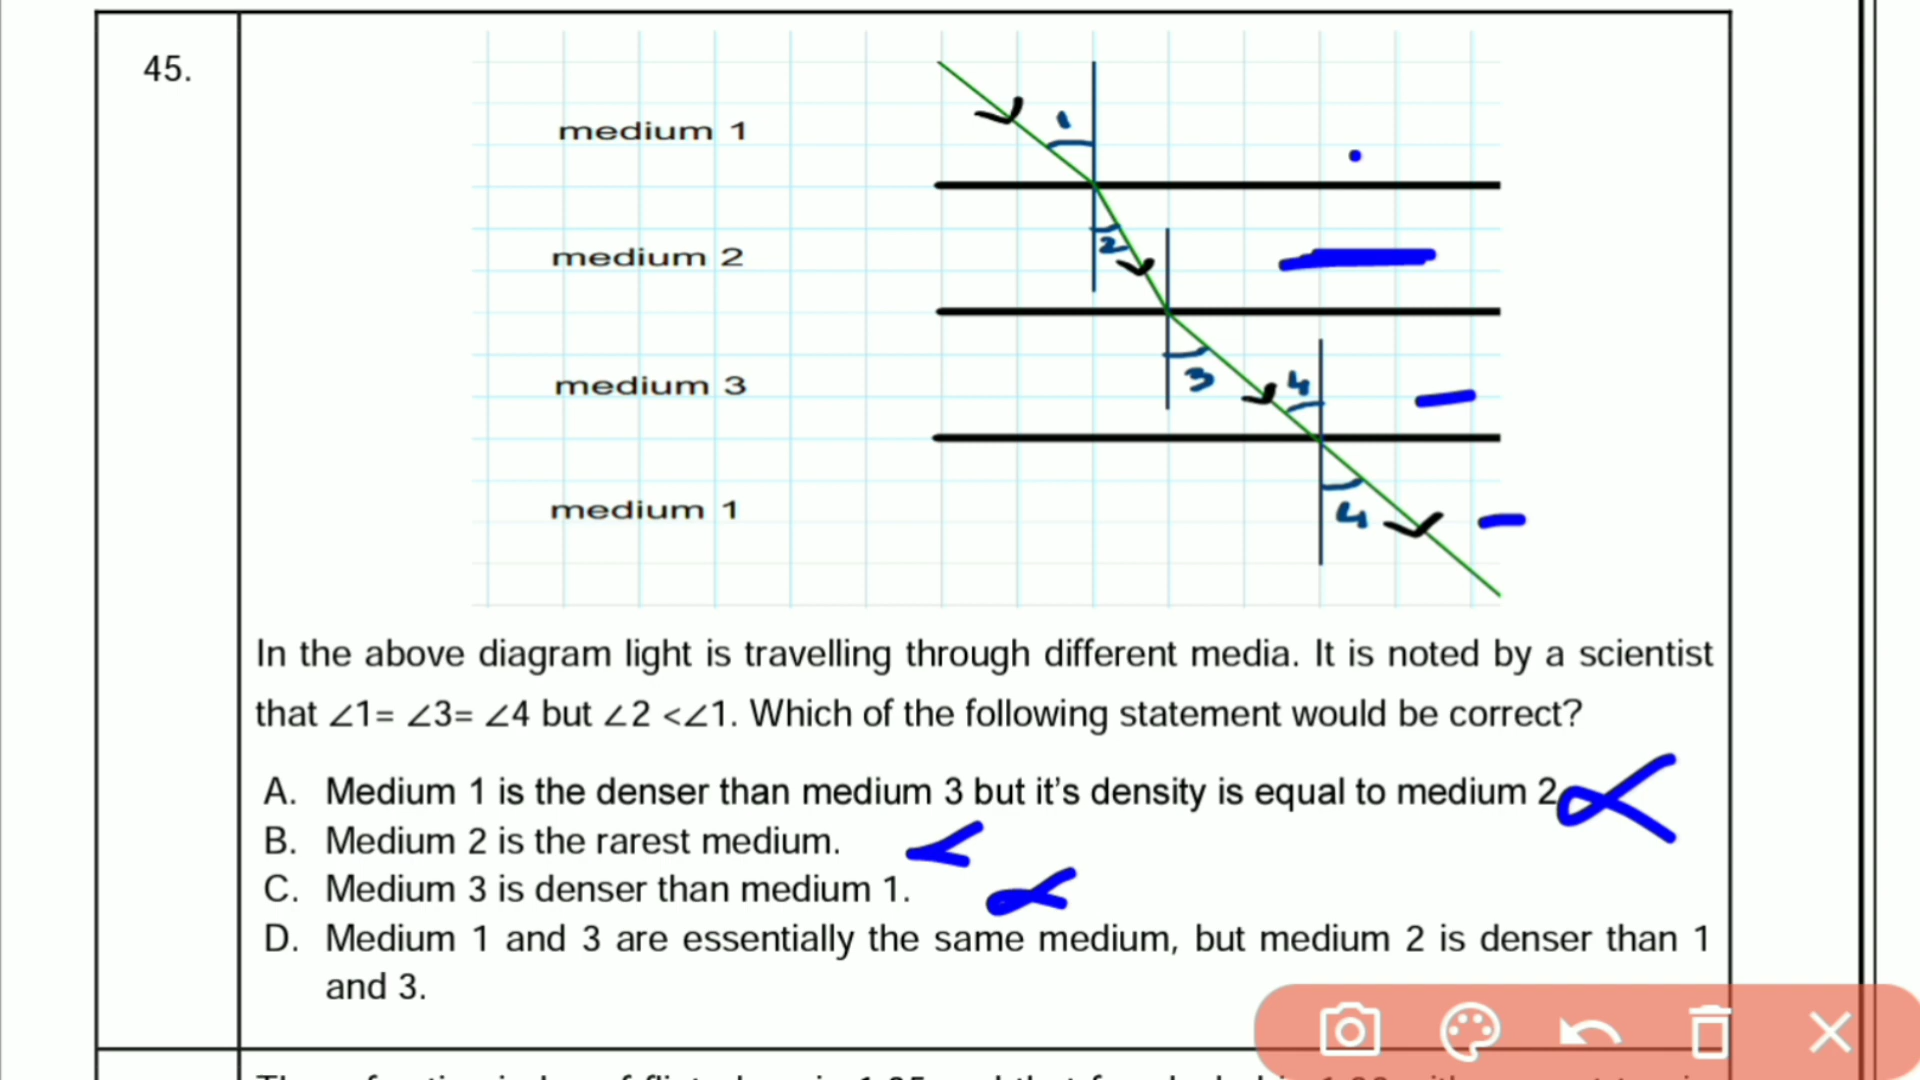 45.
medium 1
1
medium 2
2
medium 3
3
4
medium 1
4
In the above diagram light is travelling through different media. It is noted by a scientist
that ∠1= ∠3= ∠4 but ∠2 <∠1. Which of the following statement would be correct?
A. Medium 1 is the denser than medium 3 but it's density is equal to medium 2
B. Medium 2 is the rarest medium.
C. Medium 3 is denser than medium 1.
D. Medium 1 and 3 are essentially the same medium, but medium 2 is denser than 1
and 3.